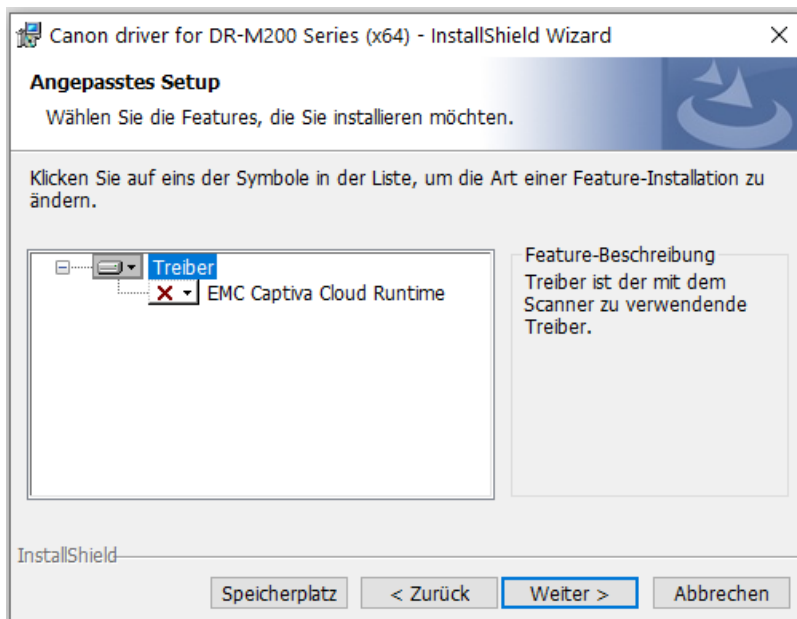 Canon driver for DR-M200 Series (x64) - InstallShield Wizard
Angepasstes Setup
Wählen Sie die Features, die Sie installieren möchten.
Klicken Sie auf eins der Symbole in der Liste, um die Art einer Feature-Installation zu
ändern.
Treiber
EMC Captiva Cloud Runtime
Feature-Beschreibung
Treiber ist der mit dem
Scanner zu verwendende
Treiber.
InstallShield
Speicherplatz
< Zurück
Weiter >
Abbrechen